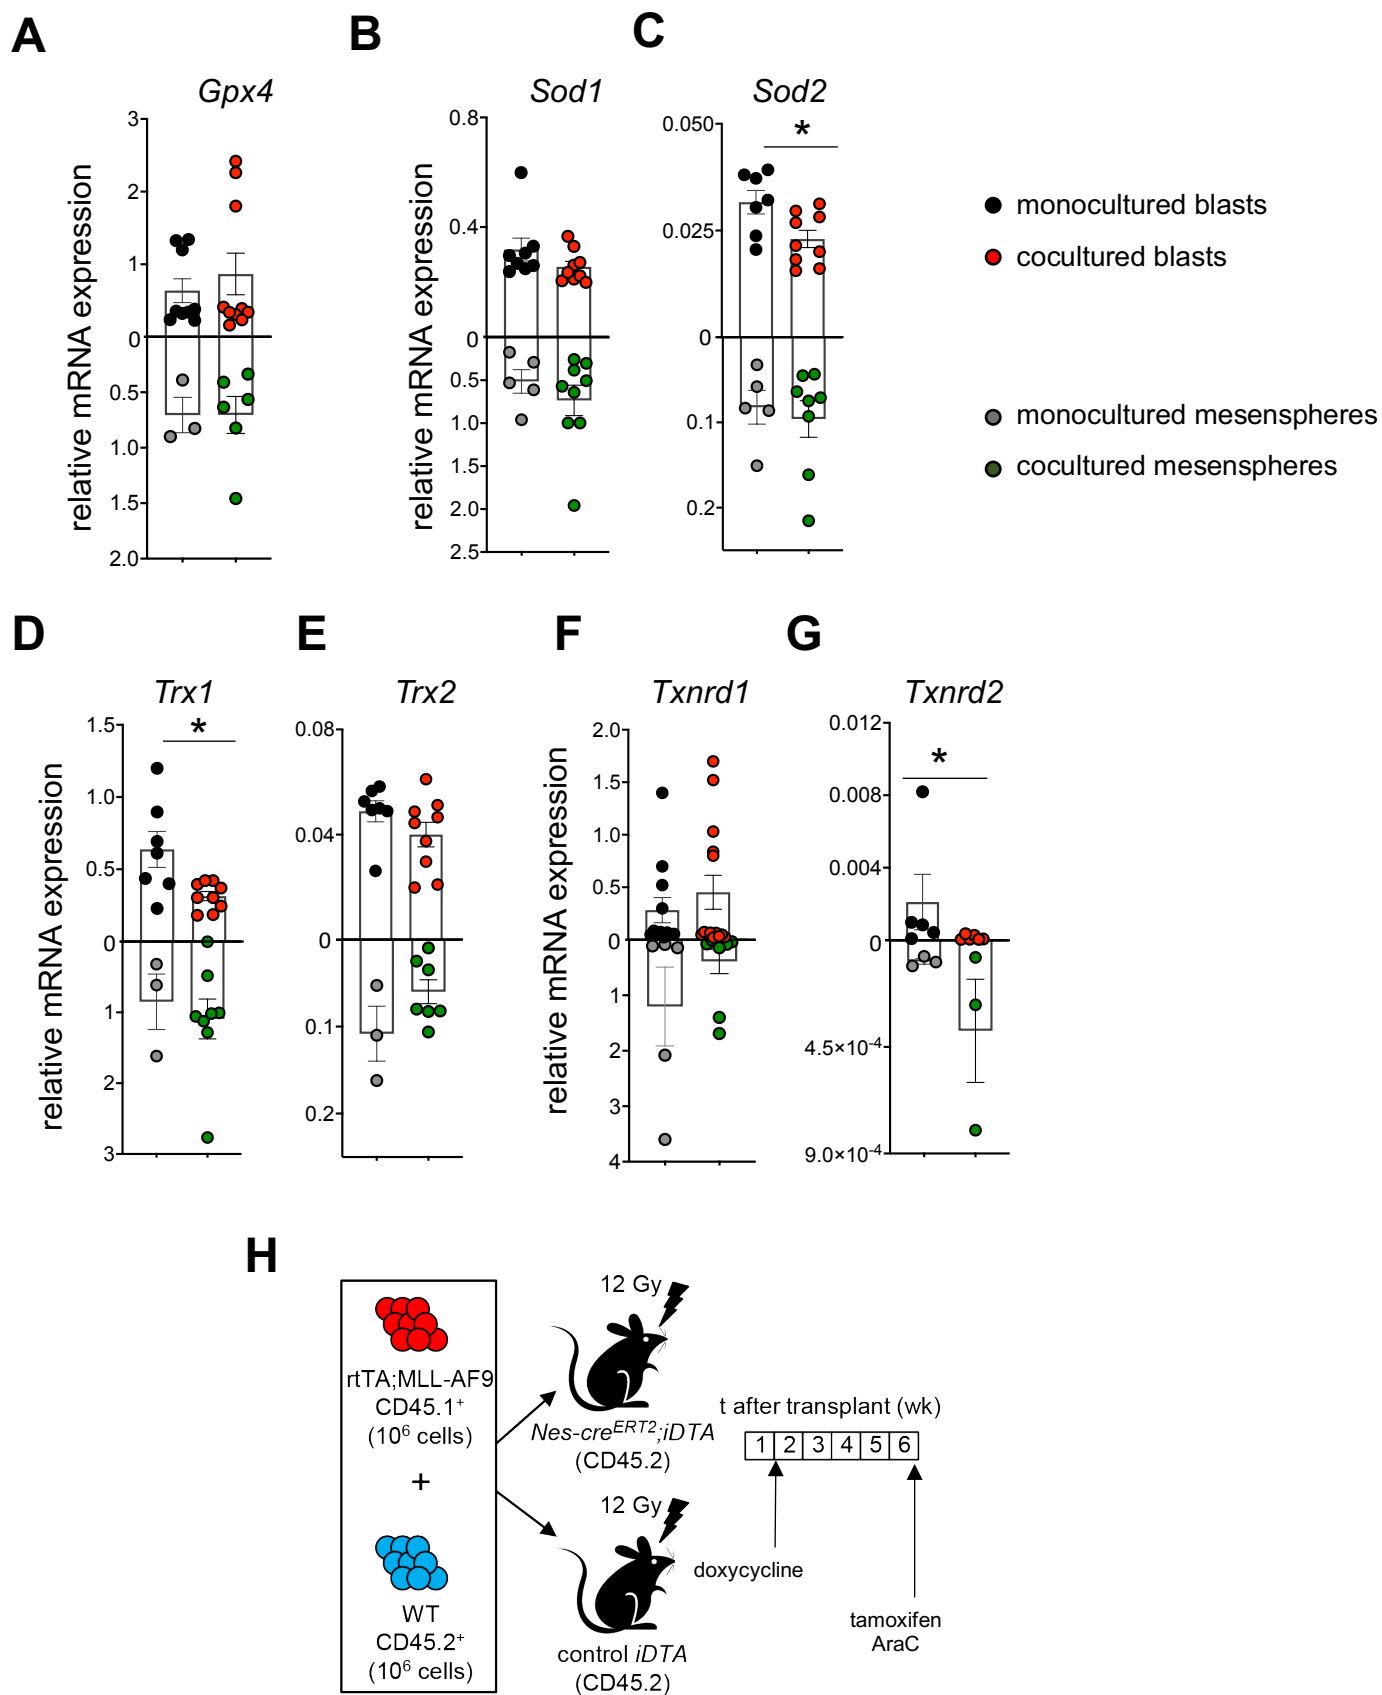 A
B
C
Gpx4
Sod1
Sod2
relative mRNA expression
3
2
1
0
0.5
1.0
1.5
2.0
relative mRNA expression
0.8
0.4
0
0
0.5
1.0
1.5
2.0
2.5
*
0.050
0.025
0
0.1
0.2
monocultured blasts
cocultured blasts
monocultured mesenspheres
cocultured mesenspheres
D
E
F
G
Trx1
Trx2
Txnrd1
Txnrd2
relative mRNA expression
*
1.5
1.0
0.5
0
1
2
3
0.08
0.04
0
0.1
0.2
relative mRNA expression
2.0
1.5
1.0
0.5
0
1
2
3
4
*
0.012
0.008
0.004
0
4.5×10⁻⁴
9.0×10⁻⁴
H
rtTA;MLL-AF9
CD45.1⁺
(10⁶ cells)
+
WT
CD45.2⁺
(10⁶ cells)
12 Gy
Nes-creᴱᴿᵀ²;iDTA
(CD45.2)
12 Gy
control iDTA
(CD45.2)
t after transplant (wk)
1 2 3 4 5 6
doxycycline
tamoxifen
AraC